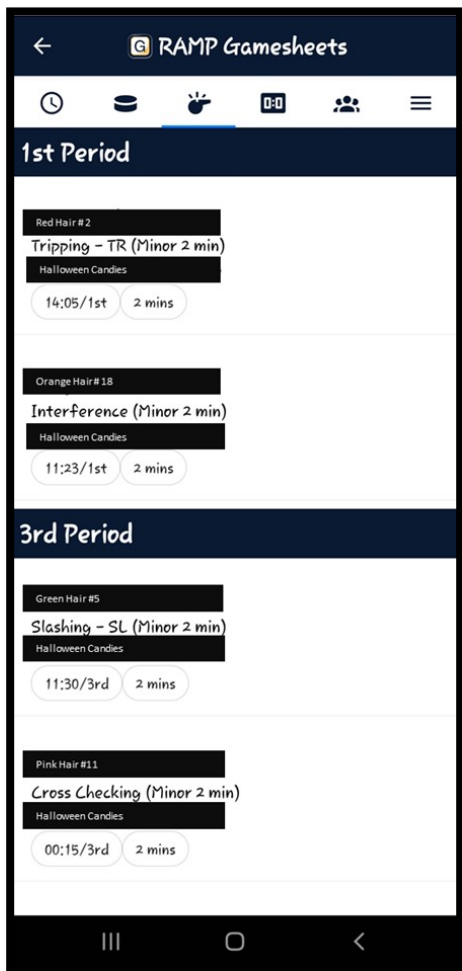 G RAMP Gamesheets
0:0
1st Period
Red Hair #2
Tripping - TR (Minor 2 min)
Halloween Candies
14:05/1st 2 mins
Orange Hair# 18
Interference (Minor 2 min)
Halloween Candies
11:23/1st 2 mins
3rd Period
Green Hair #5
Slashing - SL (Minor 2 min)
Halloween Candies
11:30/3rd 2 mins
Pink Hair #11
Cross Checking (Minor 2 min)
Halloween Candies
00:15/3rd 2 mins